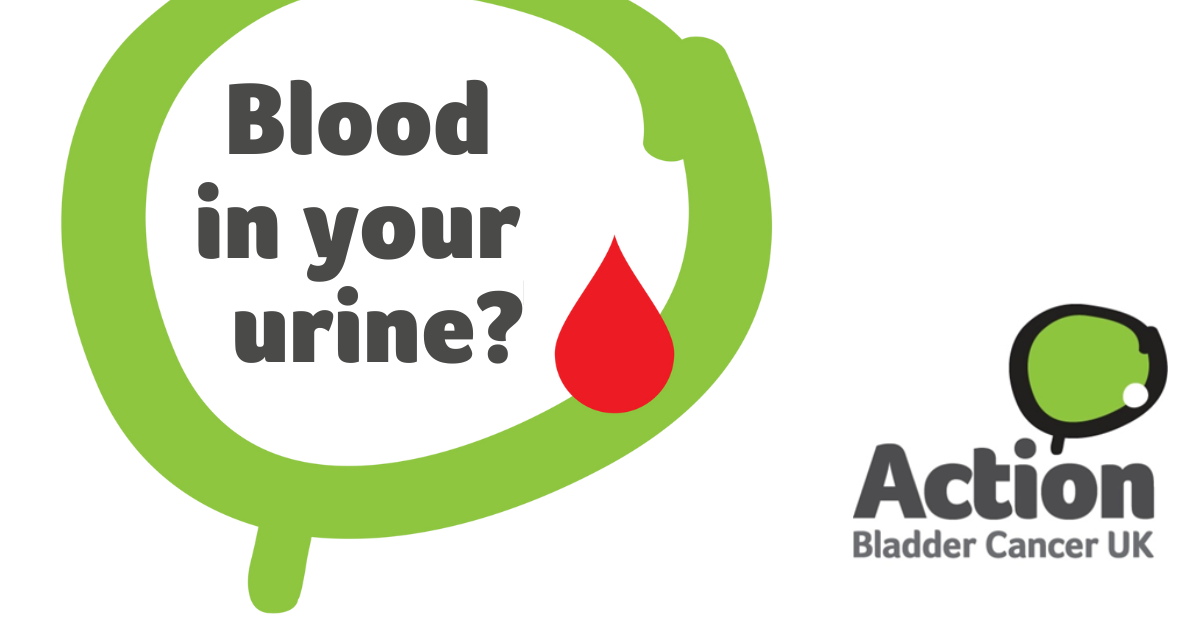 Blood
in your
urine?
Action
Bladder Cancer UK